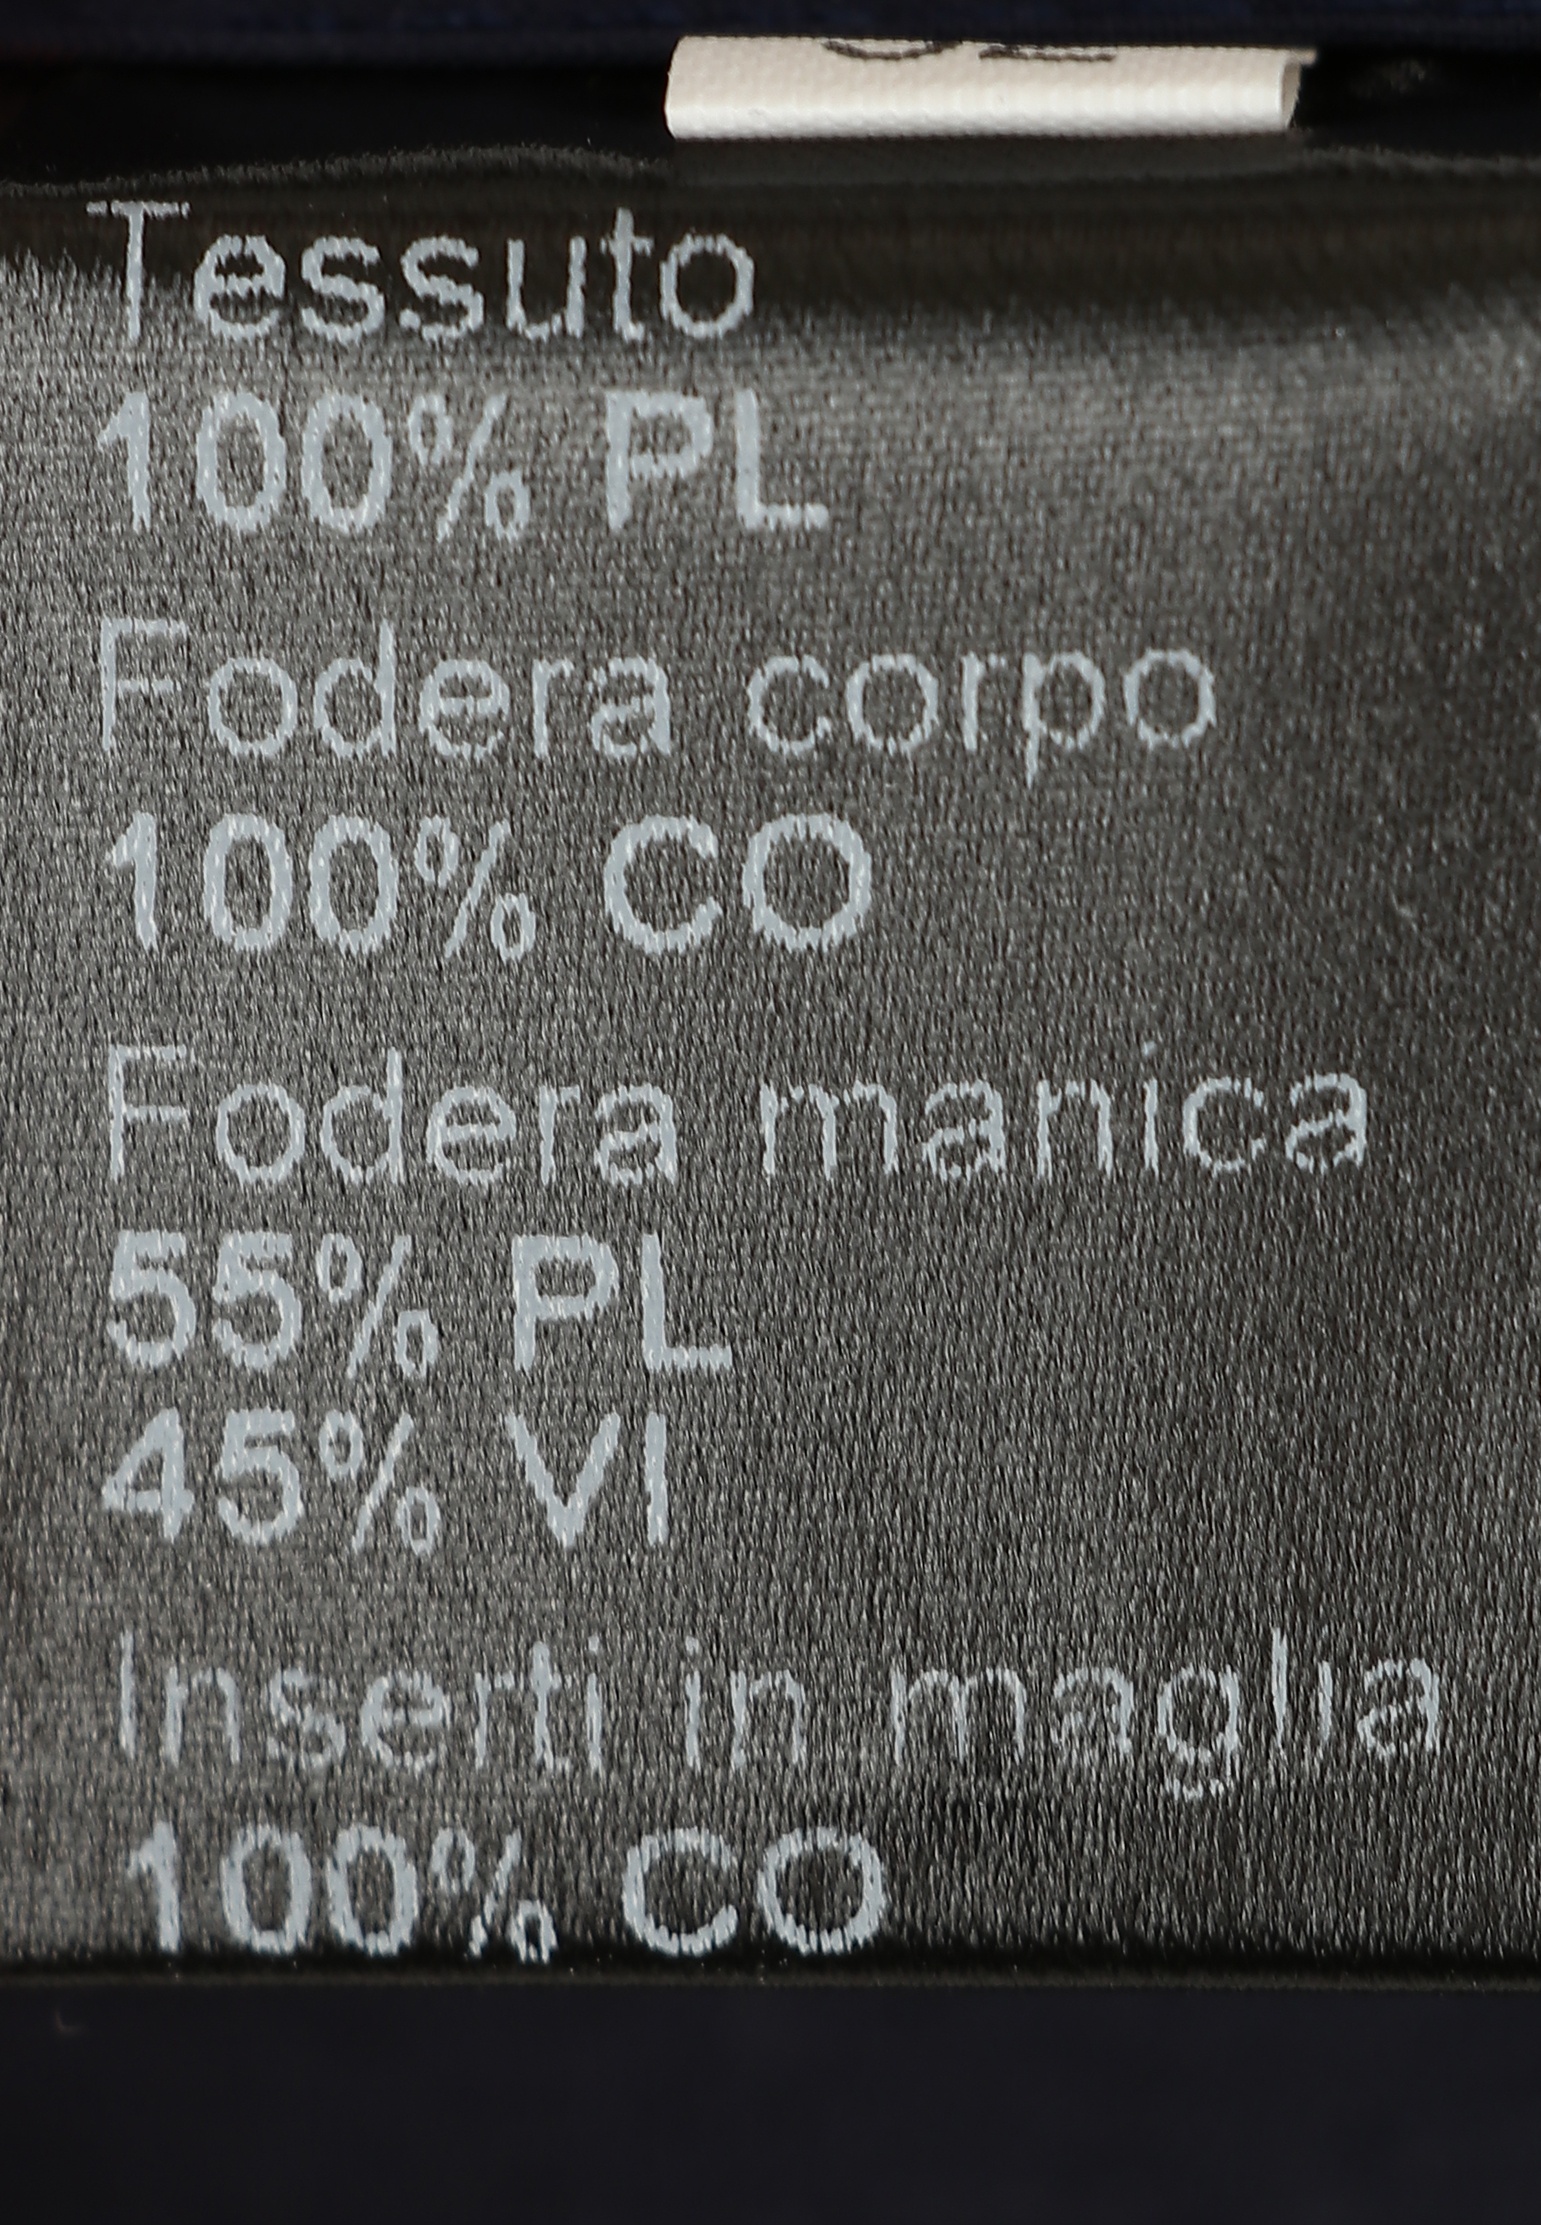 Tessuto
100% PL
Fodera corpo
100% CO
Fodera manica
55% PL
45% VI
Inserti in maglia
100% CO